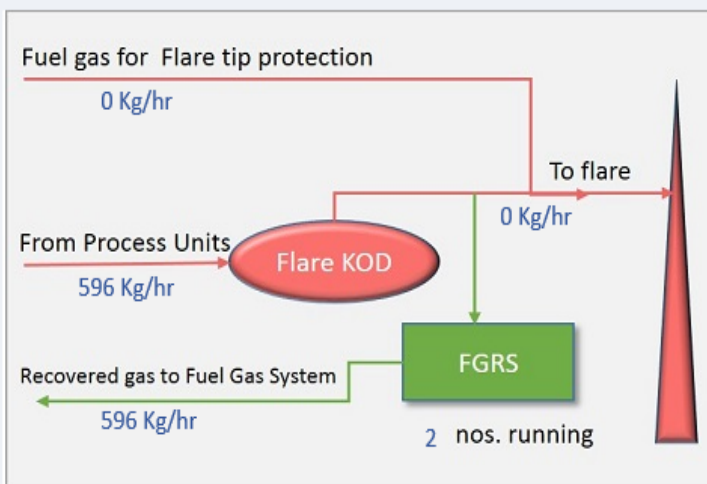 Fuel gas for Flare tip protection
0 Kg/hr
To flare
0 Kg/hr
From Process Units
596 Kg/hr
Flare KOD
FGRS
Recovered gas to Fuel Gas System
596 Kg/hr
2 nos. running